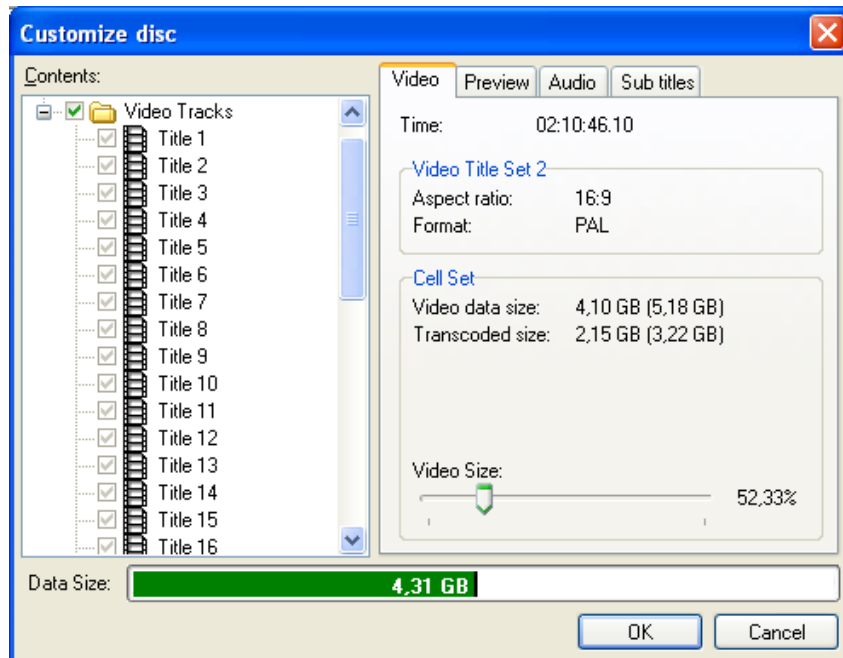 Customize disc
Contents:
Video Tracks
Title 1
Title 2
Title 3
Title 4
Title 5
Title 6
Title 7
Title 8
Title 9
Title 10
Title 11
Title 12
Title 13
Title 14
Title 15
Title 16
Video Preview Audio Sub titles
Time: 02:10:46.10
Video Title Set 2
Aspect ratio: 16:9
Format: PAL
Cell Set
Video data size: 4,10 GB (5,18 GB)
Transcoded size: 2,15 GB (3,22 GB)
Video Size:
52,33%
Data Size: 4,31 GB
OK Cancel